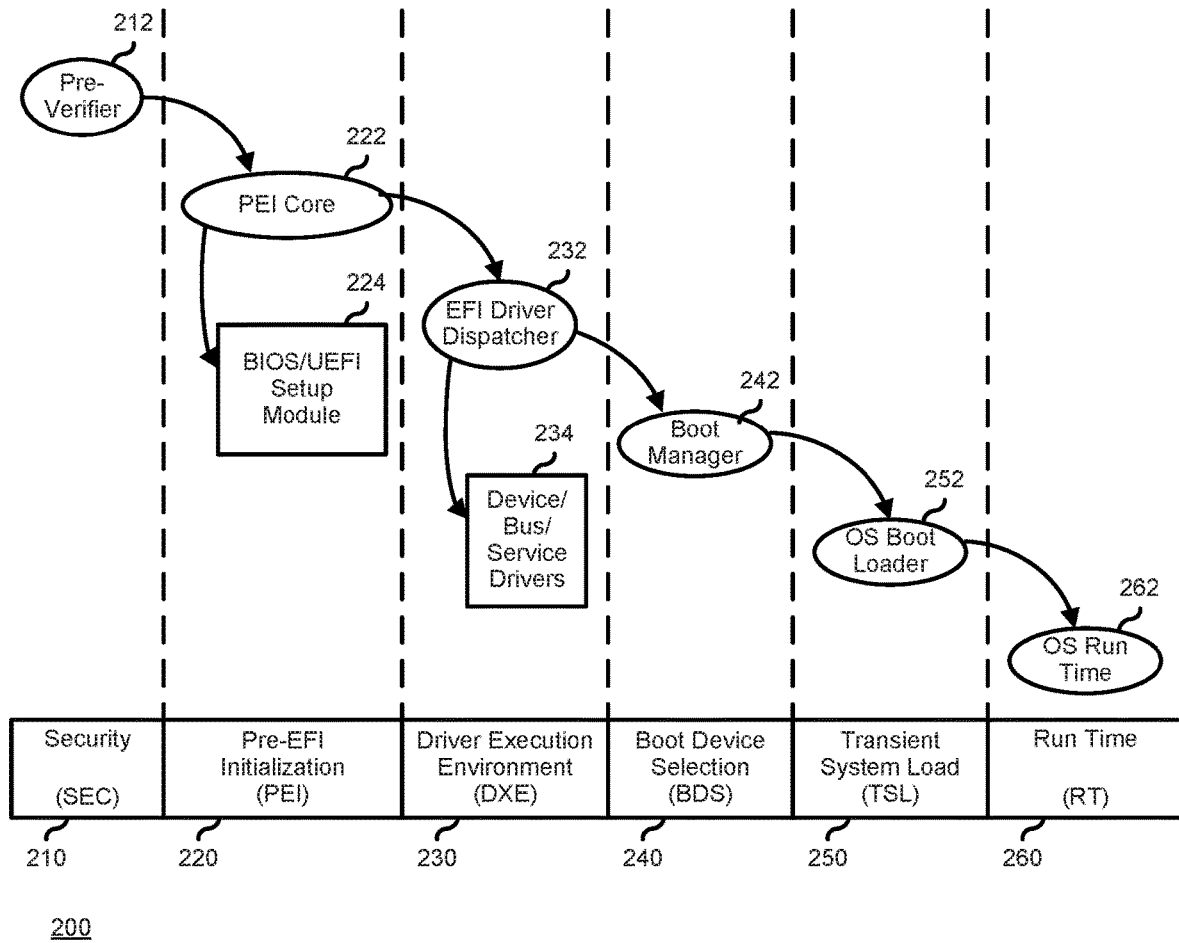 212
Pre-
Verifier
222
PEI Core
224
BIOS/UEFI
Setup
Module
232
EFI Driver
Dispatcher
234
Device/
Bus/
Service
Drivers
242
Boot
Manager
252
OS Boot
Loader
262
OS Run
Time
Security
(SEC)
Pre-EFI
Initialization
(PEI)
Driver Execution
Environment
(DXE)
Boot Device
Selection
(BDS)
Transient
System Load
(TSL)
Run Time
(RT)
210
220
230
240
250
260
200